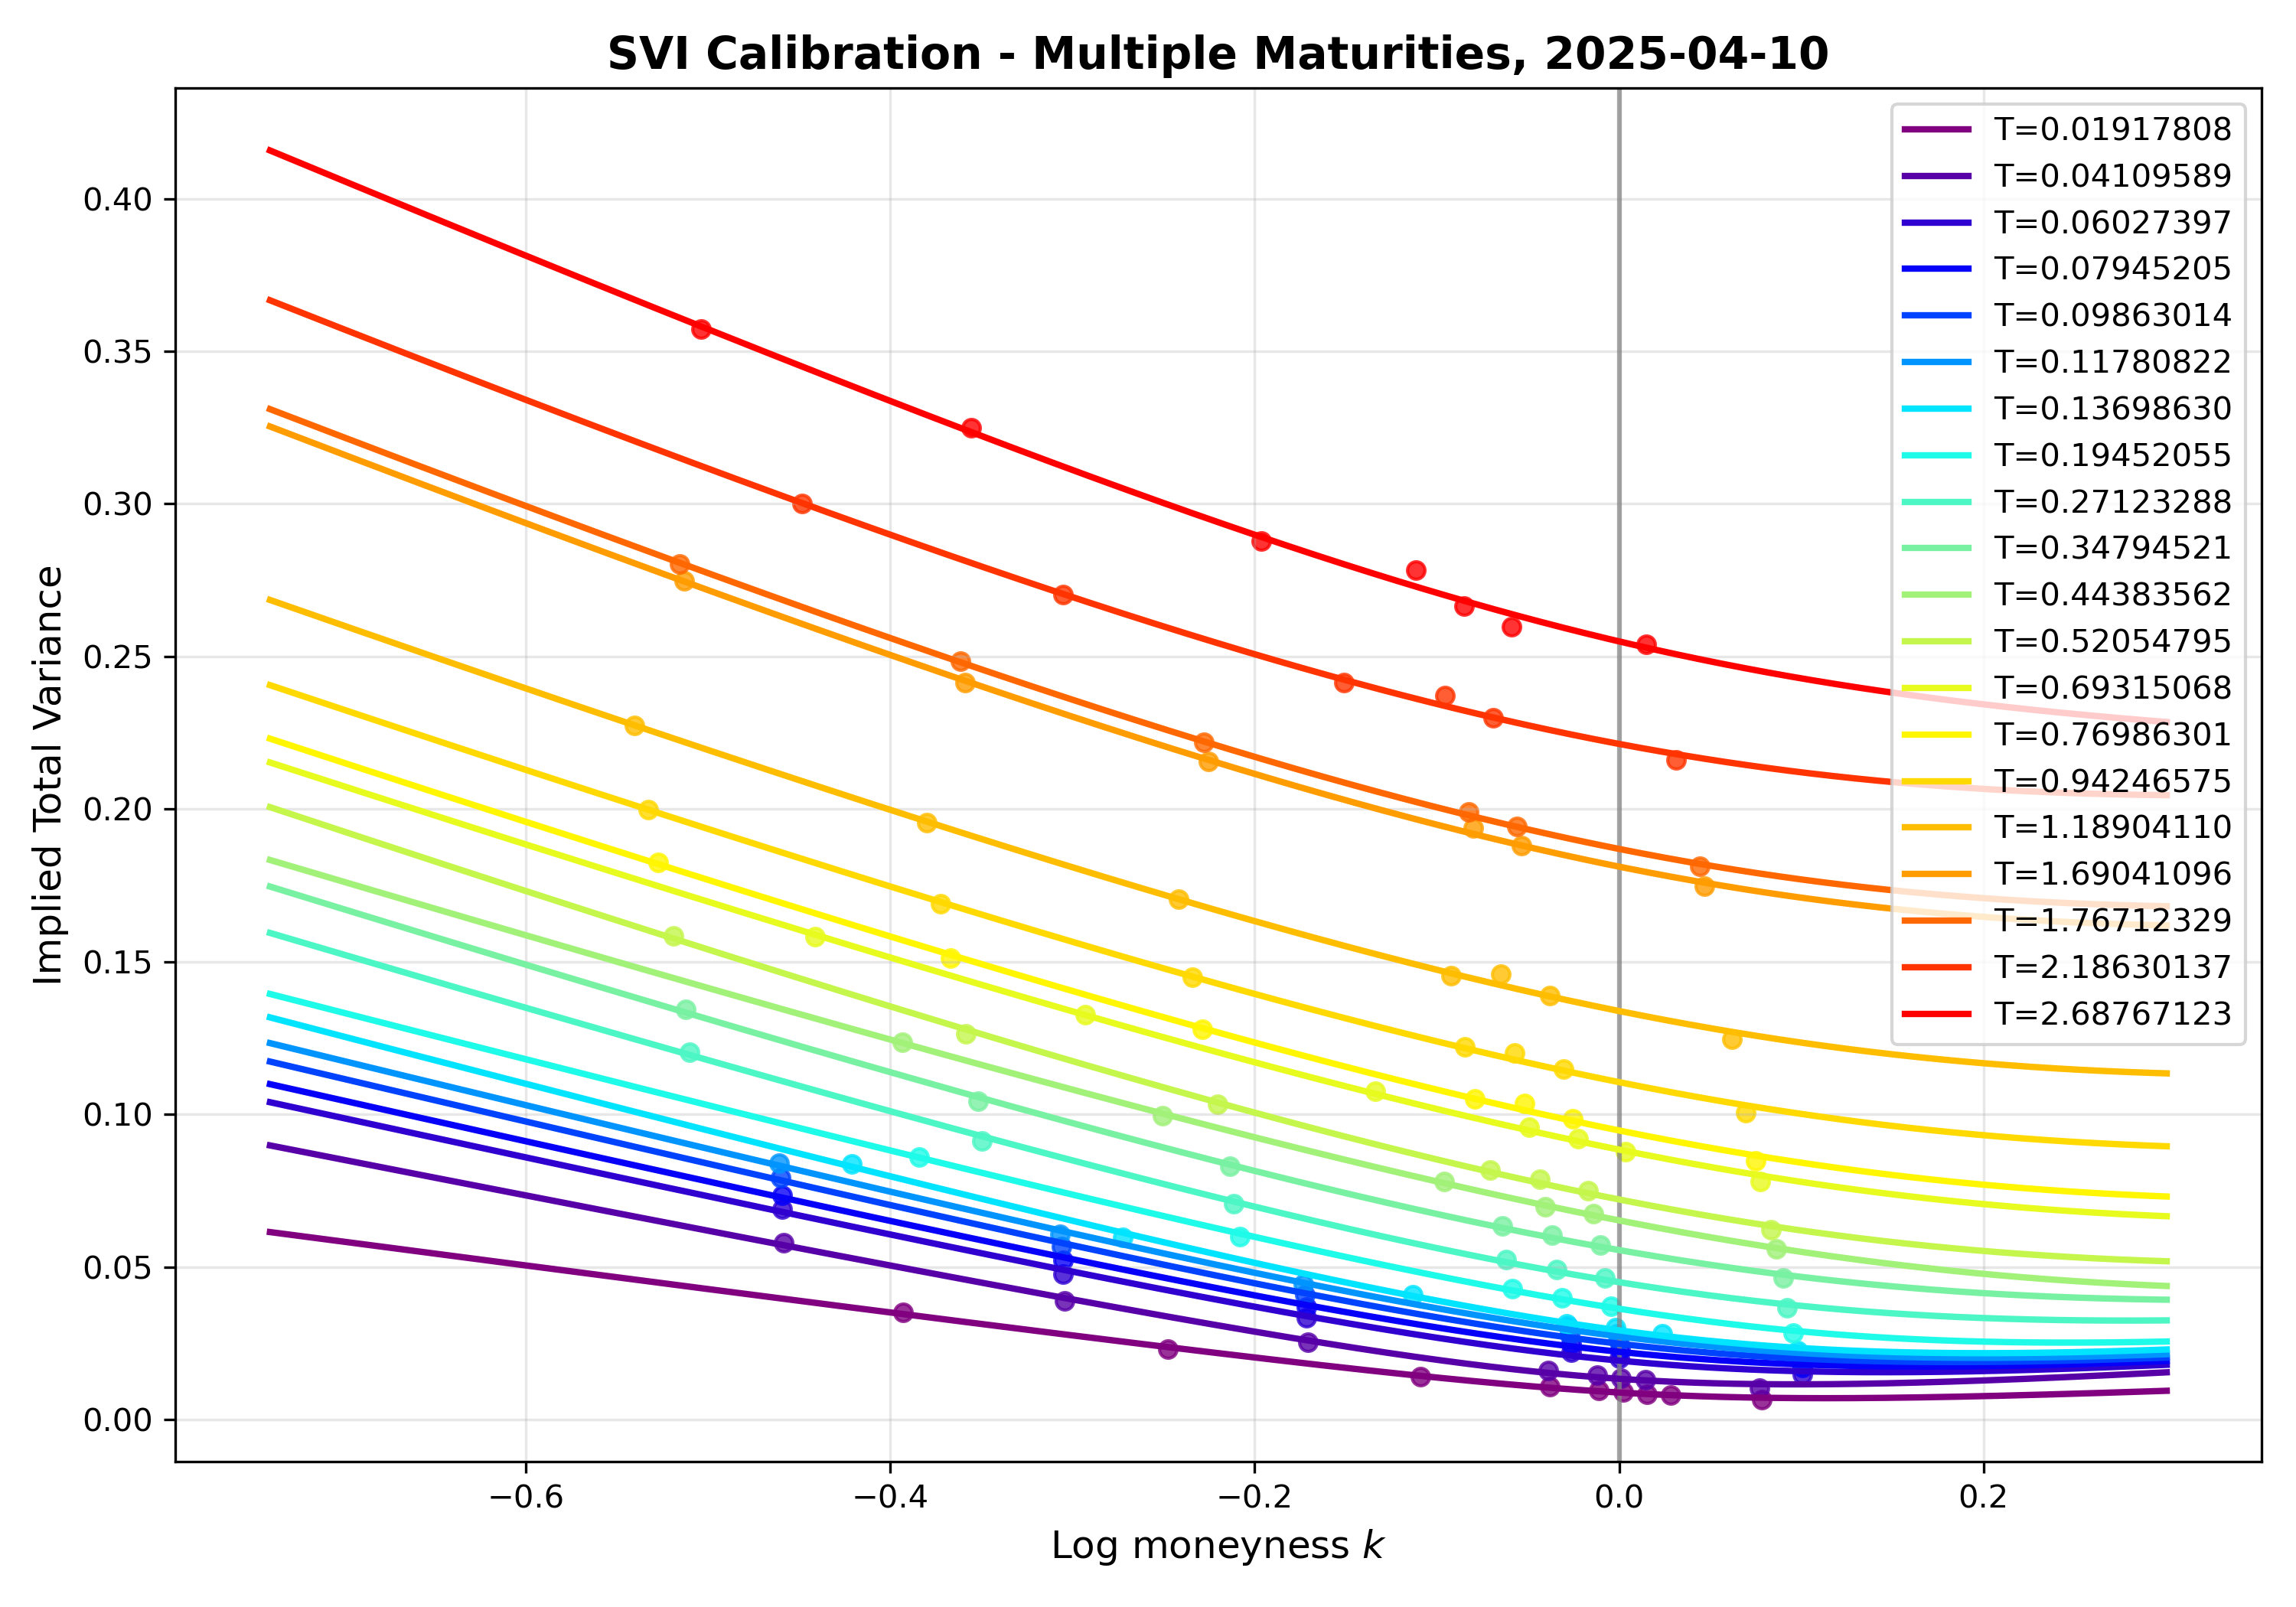 SVI Calibration - Multiple Maturities, 2025-04-10
T=0.01917808
T=0.04109589
T=0.06027397
T=0.07945205
T=0.09863014
T=0.11780822
T=0.13698630
T=0.19452055
T=0.27123288
T=0.34794521
T=0.44383562
T=0.52054795
T=0.69315068
T=0.76986301
T=0.94246575
T=1.18904110
T=1.69041096
T=1.76712329
T=2.18630137
T=2.68767123
Implied Total Variance
0.40
0.35
0.30
0.25
0.20
0.15
0.10
0.05
0.00
−0.6 −0.4 −0.2 0.0 0.2
Log moneyness k